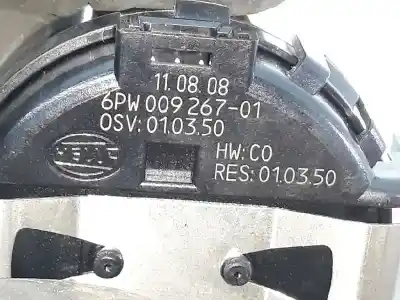 11.08.08
6PW 009 267-01
OSV: 01.03.50
HELLA
HW: C0
RES: 01.03.50